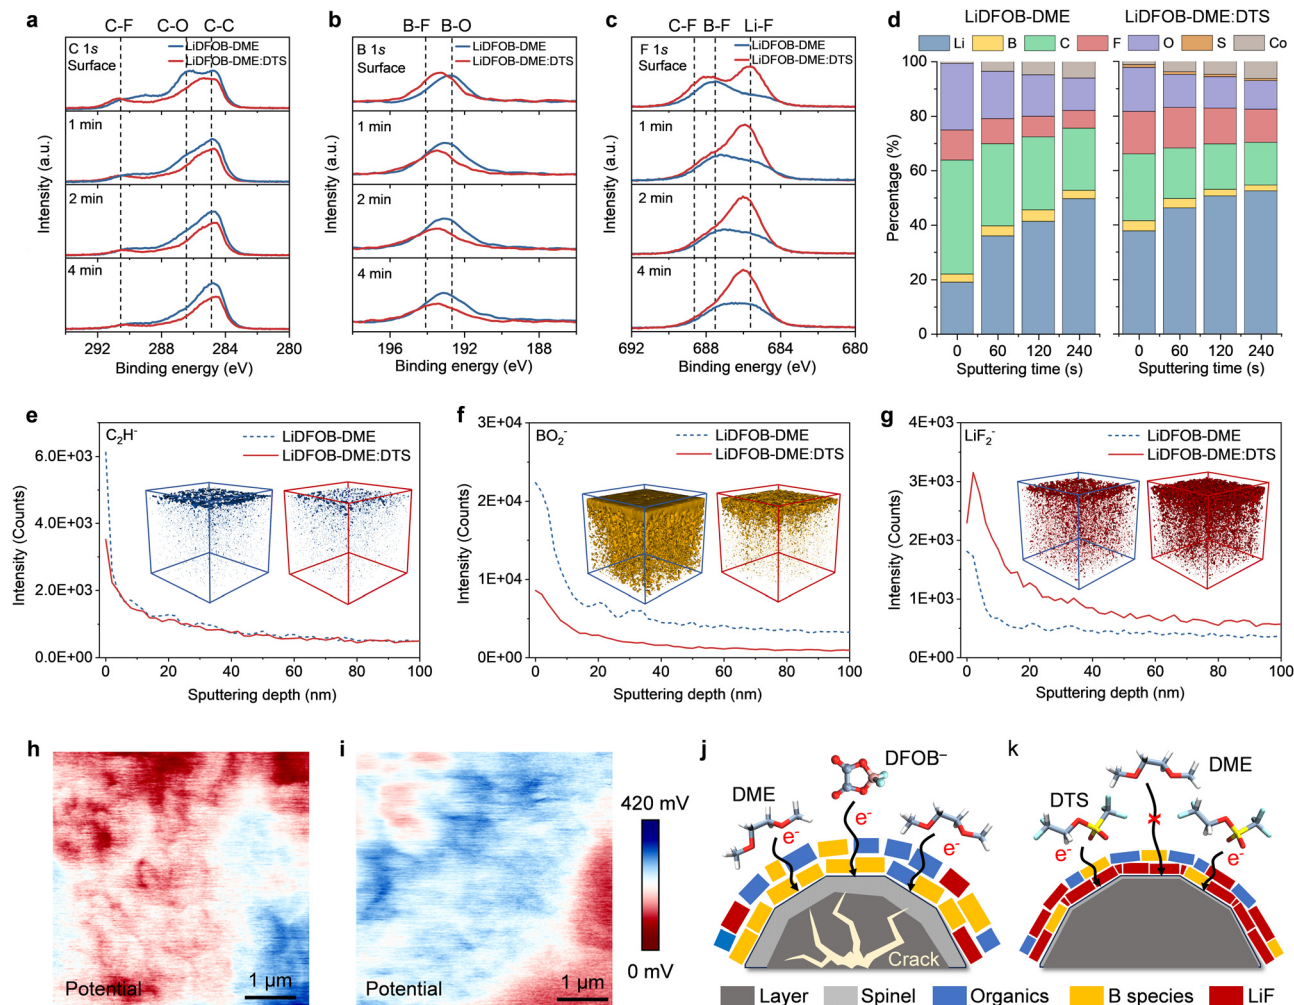 a
C–F C–O C–C
C 1s
Surface
LiDFOB-DME
LiDFOB-DME:DTS
1 min
2 min
4 min
Intensity (a.u.)
292 288 284 280
Binding energy (eV)
b
B–F B–O
B 1s
Surface
LiDFOB-DME
LiDFOB-DME:DTS
1 min
2 min
4 min
Intensity (a.u.)
196 192 188
Binding energy (eV)
c
C–F B–F Li–F
F 1s
Surface
LiDFOB-DME
LiDFOB-DME:DTS
1 min
2 min
4 min
Intensity (a.u.)
692 688 684 680
Binding energy (eV)
d
LiDFOB-DME LiDFOB-DME:DTS
Li B C F O S Co
100
80
60
40
20
0
Percentage (%)
0 60 120 240 0 60 120 240
Sputtering time (s) Sputtering time (s)
e
C₂H⁻
LiDFOB-DME
LiDFOB-DME:DTS
6.0E+03
4.0E+03
2.0E+03
0.0E+00
Intensity (Counts)
0 20 40 60 80 100
Sputtering depth (nm)
f
BO₂⁻
LiDFOB-DME
LiDFOB-DME:DTS
3E+04
2E+04
1E+04
0E+00
Intensity (Counts)
0 20 40 60 80 100
Sputtering depth (nm)
g
LiF₂⁻
LiDFOB-DME
LiDFOB-DME:DTS
4E+03
3E+03
2E+03
1E+03
0E+00
Intensity (Counts)
0 20 40 60 80 100
Sputtering depth (nm)
h
Potential
1 μm
i
Potential
1 μm
420 mV
0 mV
j
DFOB⁻
DME
e⁻
e⁻
e⁻
Crack
k
DME
DTS
e⁻
e⁻
Layer Spinel Organics B species LiF